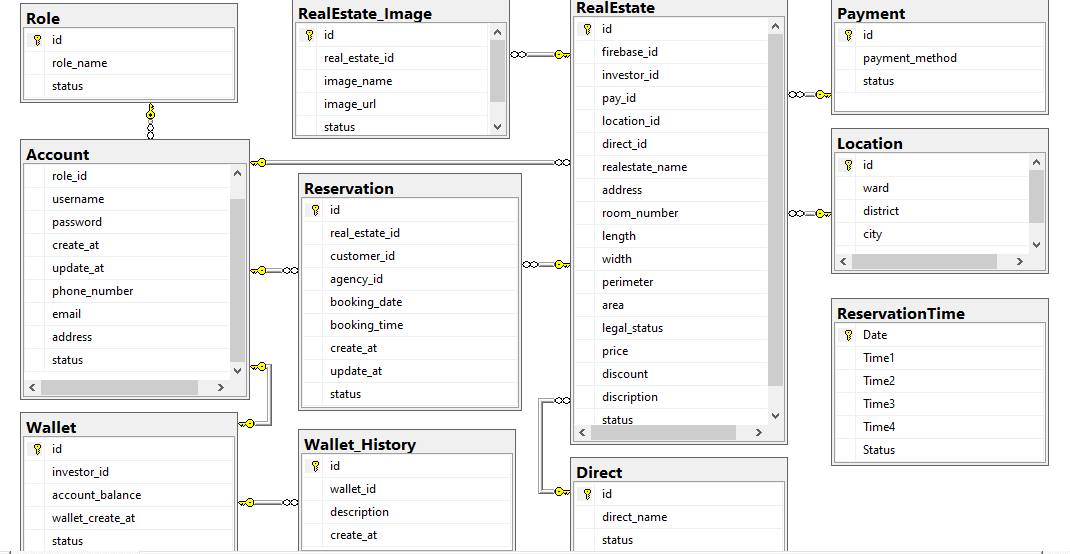 Role
id
role_name
status
RealEstate_Image
id
real_estate_id
image_name
image_url
status
RealEstate
id
firebase_id
investor_id
pay_id
location_id
direct_id
realestate_name
address
room_number
length
width
perimeter
area
legal_status
price
discount
discription
status
Payment
id
payment_method
status
Location
id
ward
district
city
Account
role_id
username
password
create_at
update_at
phone_number
email
address
status
Reservation
id
real_estate_id
customer_id
agency_id
booking_date
booking_time
create_at
update_at
status
ReservationTime
Date
Time1
Time2
Time3
Time4
Status
Wallet
id
investor_id
account_balance
wallet_create_at
status
Wallet_History
id
wallet_id
description
create_at
Direct
id
direct_name
status